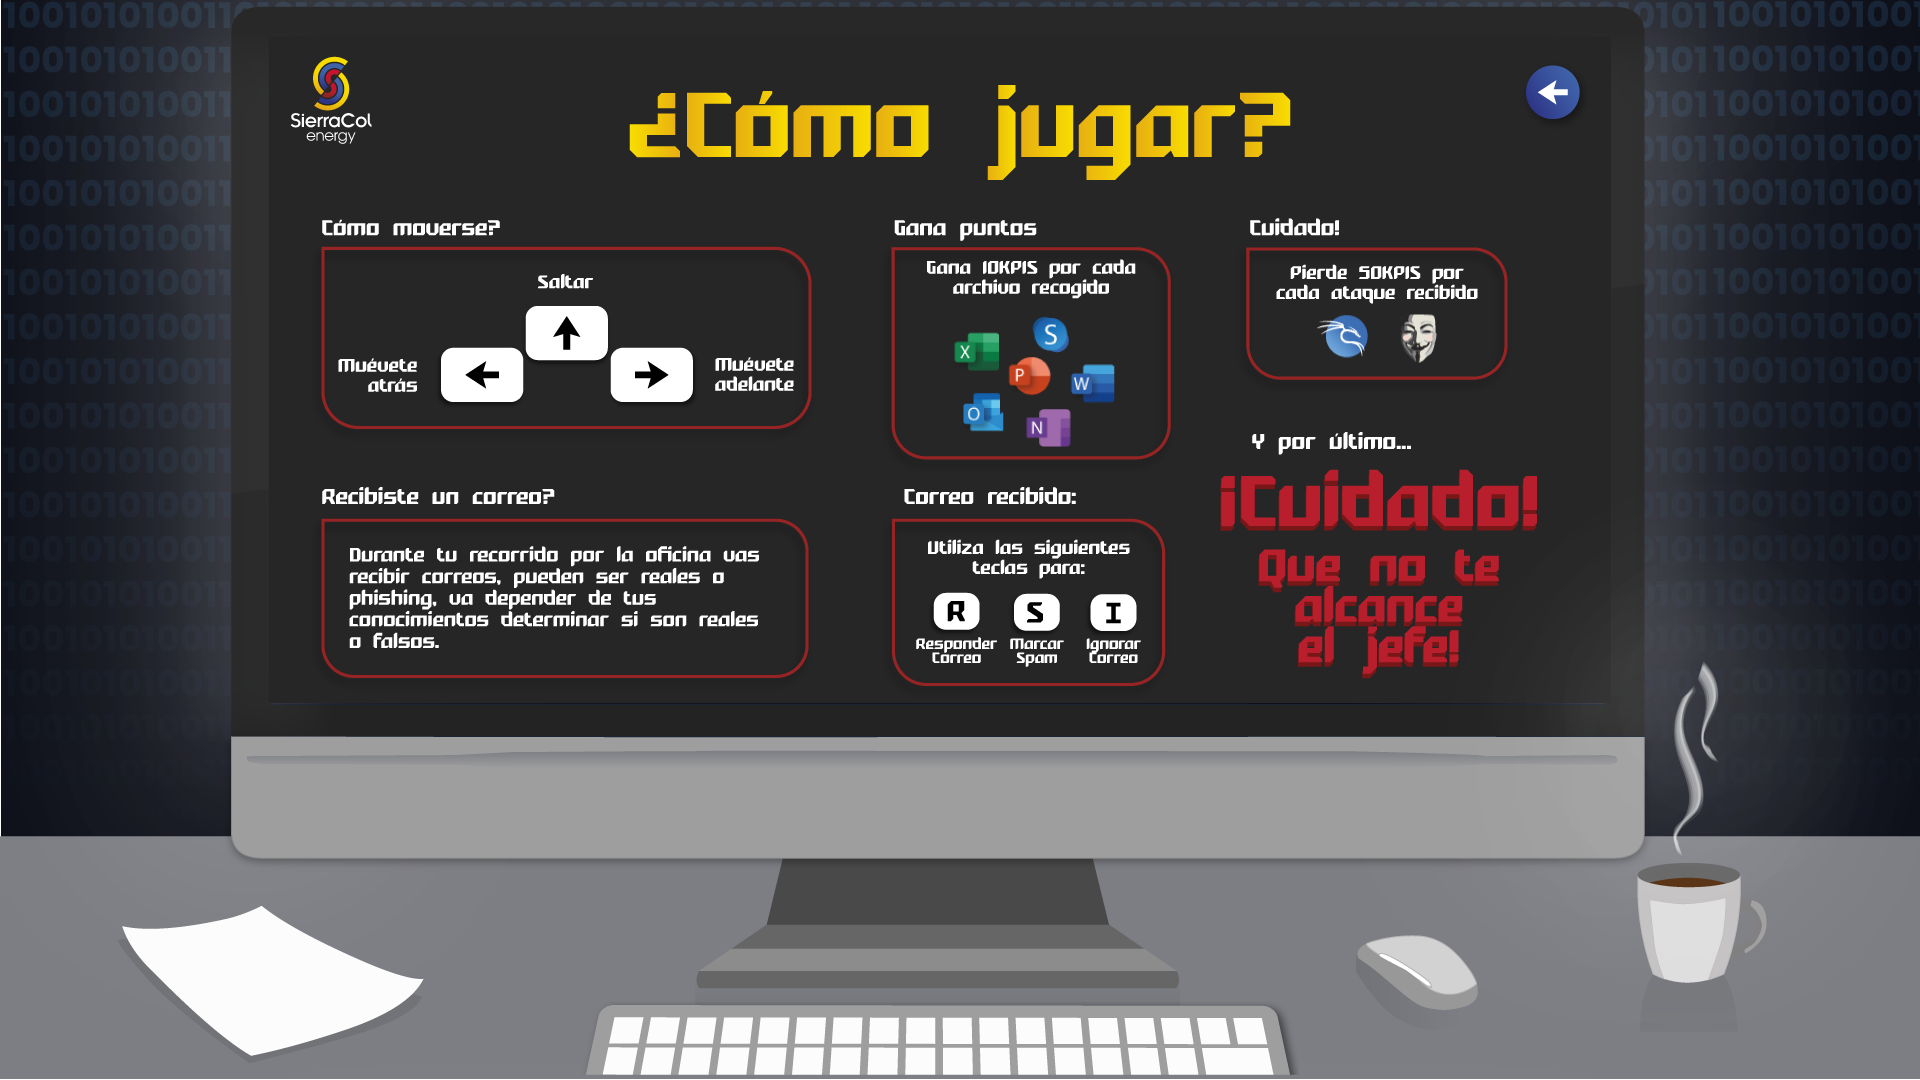 SierraCol
energy
¿Cómo jugar?
Cómo moverse?
Saltar
Muévete
atrás
Muévete
adelante
Gana puntos
Gana 10KPIS por cada
archivo recogido
X
S
P
W
O
N
Cuidado!
Pierde 50KPIS por
cada ataque recibido
Recibiste un correo?
Durante tu recorrido por la oficina vas
recibir correos, pueden ser reales o
phishing, va depender de tus
conocimientos determinar si son reales
o falsos.
Correo recibido:
Utiliza las siguientes
teclas para:
R S I
Responder
Correo
Marcar
Spam
Ignorar
Correo
Y por último...
¡Cuidado!
Que no te
alcance
el jefe!